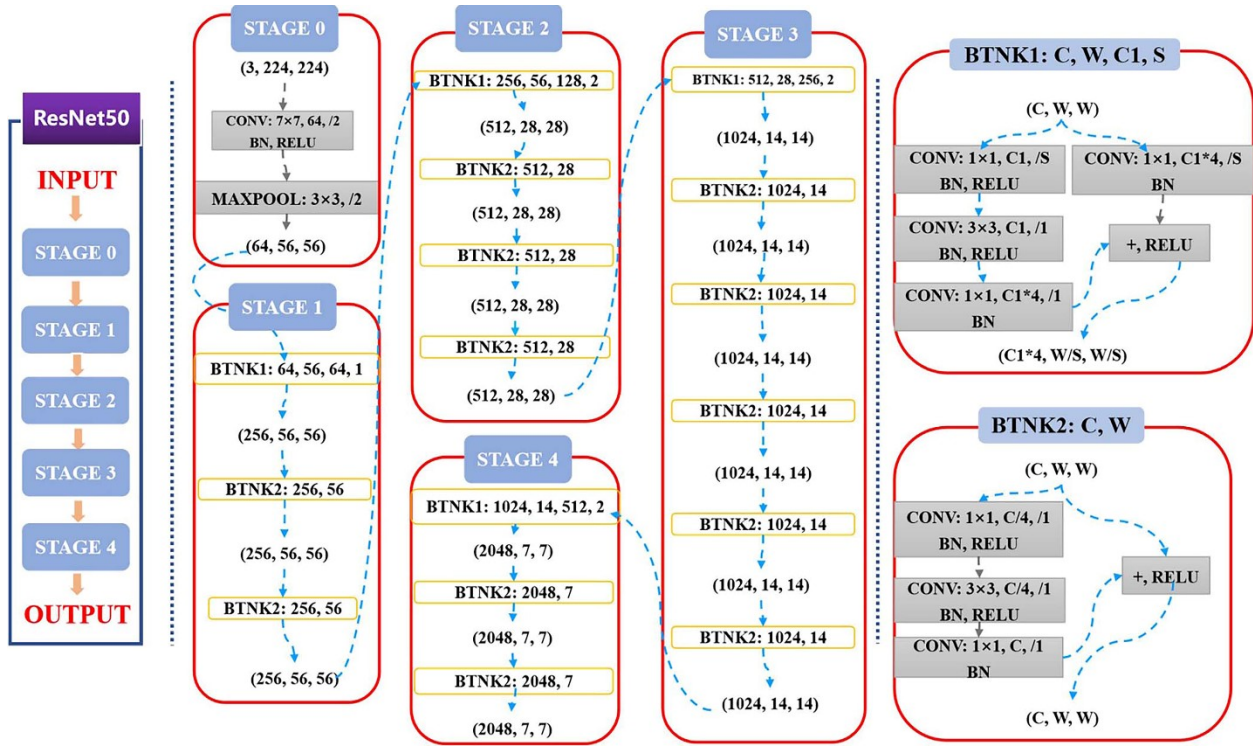 ResNet50
INPUT
STAGE 0
STAGE 1
STAGE 2
STAGE 3
STAGE 4
OUTPUT
STAGE 0
(3, 224, 224)
CONV: 7×7, 64, /2
BN, RELU
MAXPOOL: 3×3, /2
(64, 56, 56)
STAGE 1
BTNK1: 64, 56, 64, 1
(256, 56, 56)
BTNK2: 256, 56
(256, 56, 56)
BTNK2: 256, 56
(256, 56, 56)
STAGE 2
BTNK1: 256, 56, 128, 2
(512, 28, 28)
BTNK2: 512, 28
(512, 28, 28)
BTNK2: 512, 28
(512, 28, 28)
BTNK2: 512, 28
(512, 28, 28)
STAGE 4
BTNK1: 1024, 14, 512, 2
(2048, 7, 7)
BTNK2: 2048, 7
(2048, 7, 7)
BTNK2: 2048, 7
(2048, 7, 7)
STAGE 3
BTNK1: 512, 28, 256, 2
(1024, 14, 14)
BTNK2: 1024, 14
(1024, 14, 14)
BTNK2: 1024, 14
(1024, 14, 14)
BTNK2: 1024, 14
(1024, 14, 14)
BTNK2: 1024, 14
(1024, 14, 14)
BTNK2: 1024, 14
(1024, 14, 14)
BTNK1: C, W, C1, S
(C, W, W)
CONV: 1×1, C1, /S
BN, RELU
CONV: 1×1, C1*4, /S
BN
CONV: 3×3, C1, /1
BN, RELU
+, RELU
CONV: 1×1, C1*4, /1
BN
(C1*4, W/S, W/S)
BTNK2: C, W
(C, W, W)
CONV: 1×1, C/4, /1
BN, RELU
CONV: 3×3, C/4, /1
BN, RELU
+, RELU
CONV: 1×1, C, /1
BN
(C, W, W)